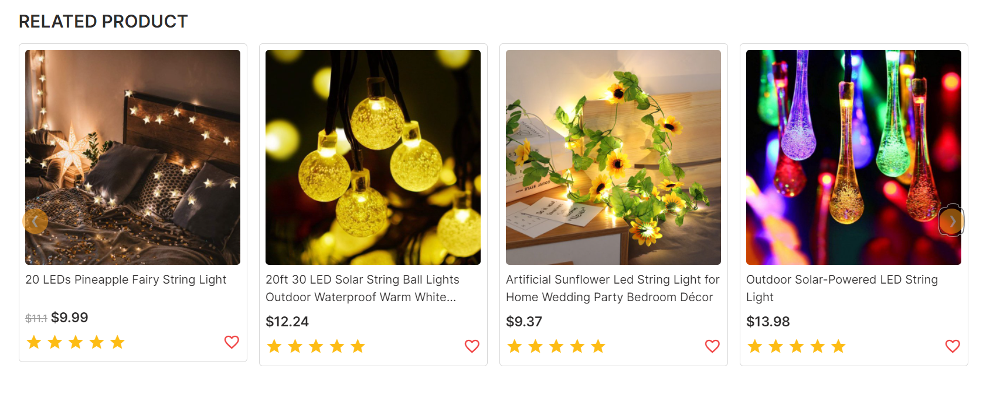 RELATED PRODUCT
20 LEDs Pineapple Fairy String Light
$11.1 $9.99
20ft 30 LED Solar String Ball Lights
Outdoor Waterproof Warm White...
$12.24
COURT STYLE
Artificial Sunflower Led String Light for
Home Wedding Party Bedroom Décor
$9.37
Outdoor Solar-Powered LED String
Light
$13.98